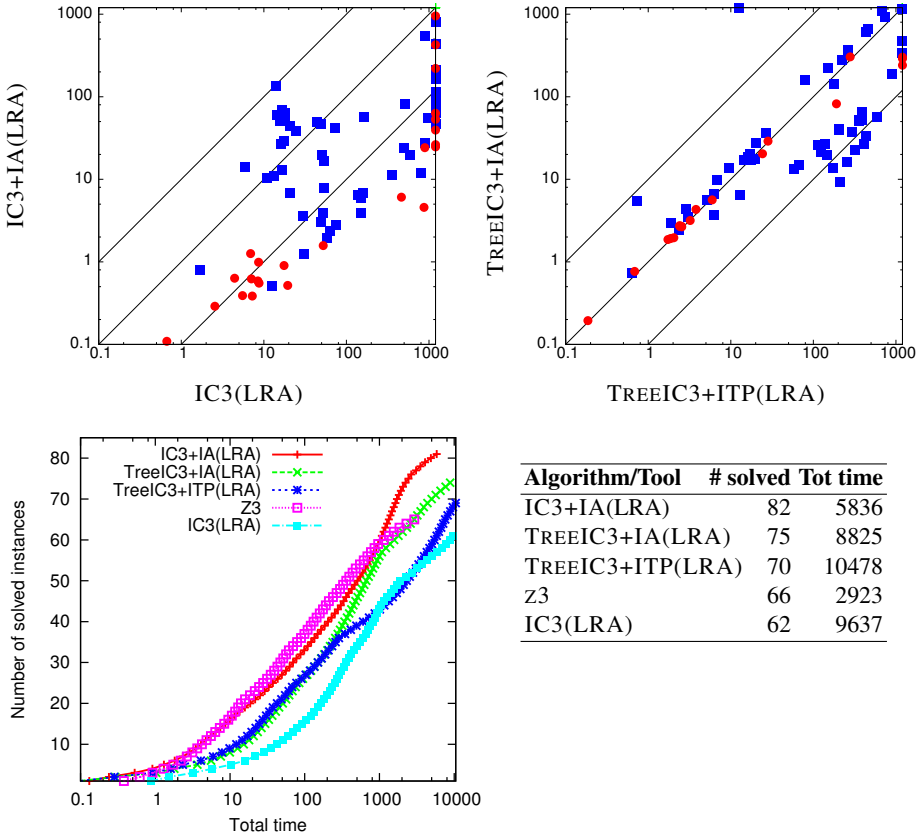 1000
100
10
1
0.1
IC3+IA(LRA)
0.1 1 10 100 1000
IC3(LRA)
1000
100
10
1
0.1
TREEIC3+IA(LRA)
0.1 1 10 100 1000
TREEIC3+ITP(LRA)
80
70
60
50
40
30
20
10
Number of solved instances
IC3+IA(LRA)
TreeIC3+IA(LRA)
TreeIC3+ITP(LRA)
Z3
IC3(LRA)
0.1 1 10 100 1000 10000
Total time
Algorithm/Tool # solved Tot time
IC3+IA(LRA) 82 5836
TREEIC3+IA(LRA) 75 8825
TREEIC3+ITP(LRA) 70 10478
Z3 66 2923
IC3(LRA) 62 9637